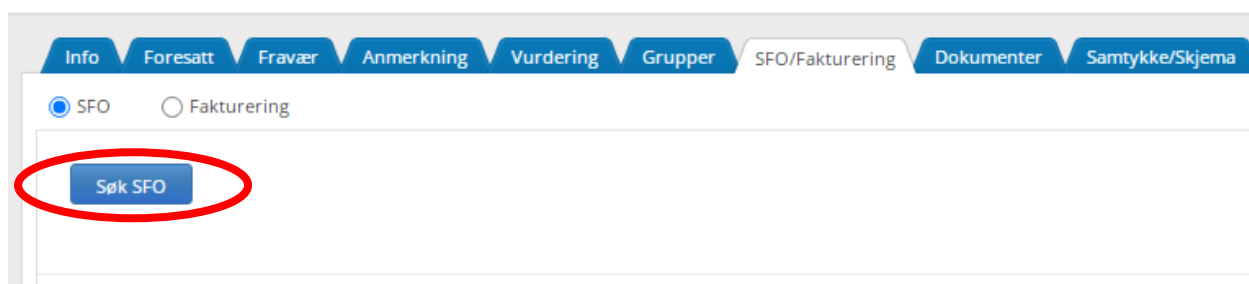 Info Foresatt Fravær Anmerkning Vurdering Grupper SFO/Fakturering Dokumenter Samtykke/Skjema
SFO Fakturering
Søk SFO